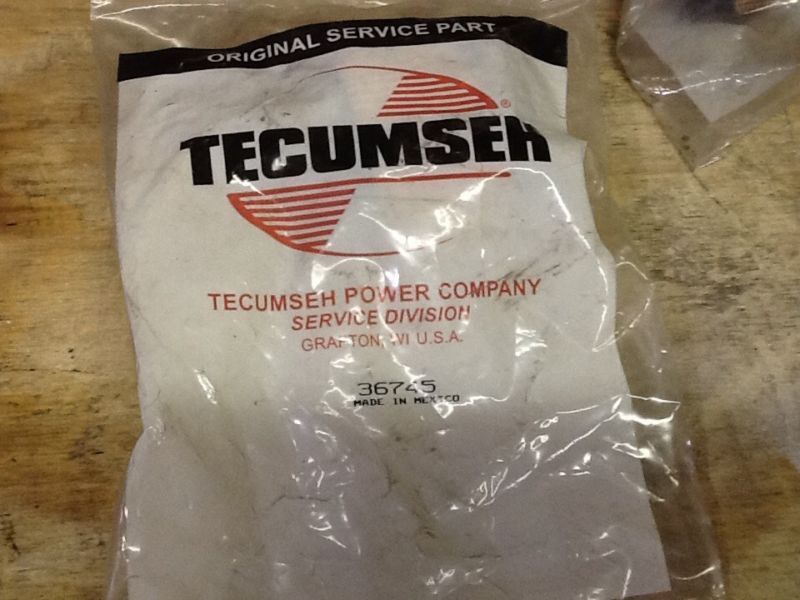 ORIGINAL SERVICE PART
TECUMSEH
®
TECUMSEH POWER COMPANY
SERVICE DIVISION
GRAFTON, WI U.S.A.
36745
MADE IN MEXICO